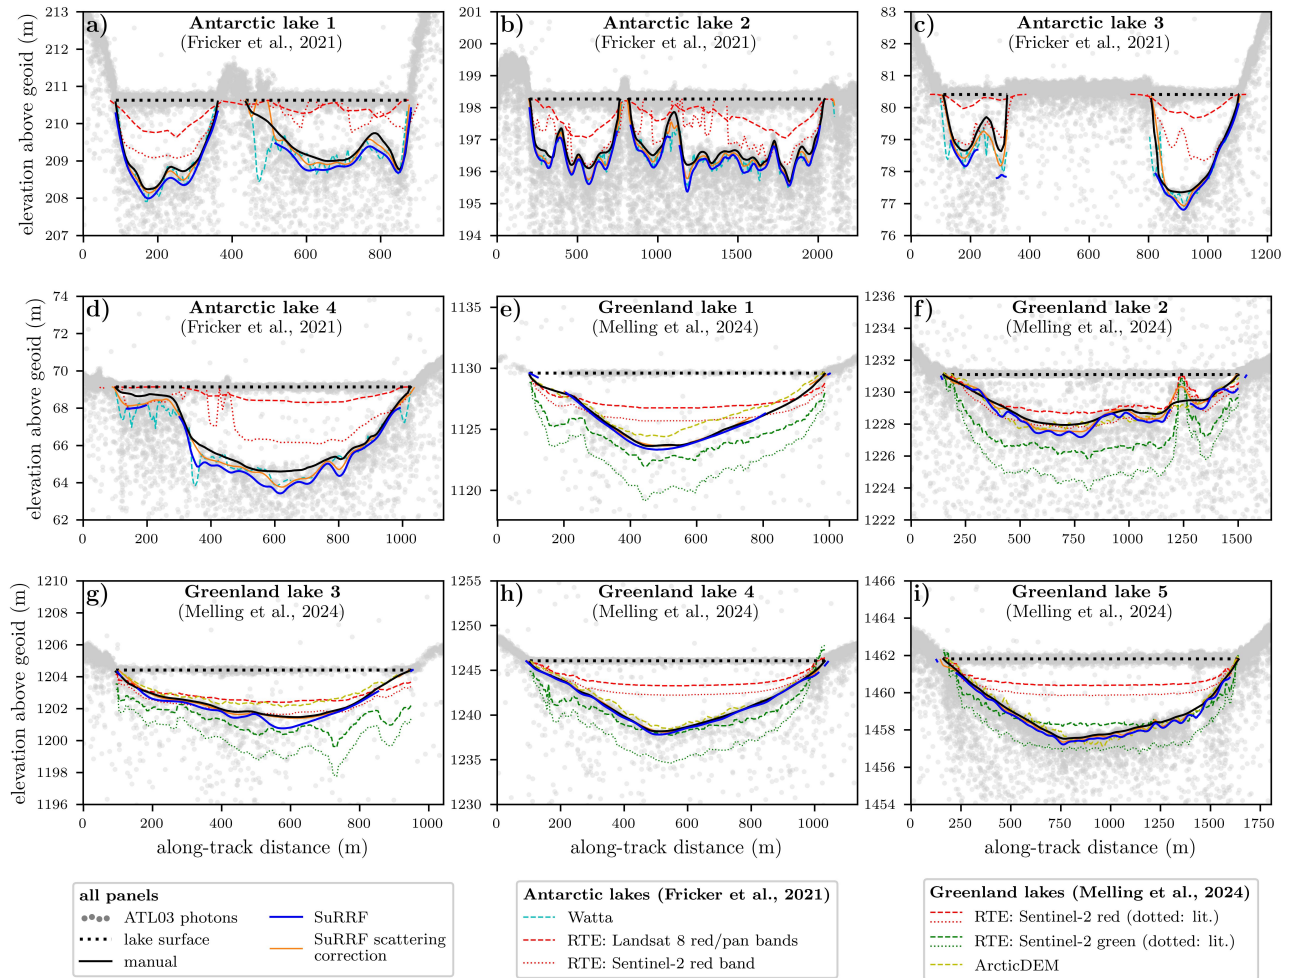 a) Antarctic lake 1
(Fricker et al., 2021)
elevation above geoid (m)
213
212
211
210
209
208
207
0 200 400 600 800
b) Antarctic lake 2
(Fricker et al., 2021)
201
200
199
198
197
196
195
194
0 500 1000 1500 2000
c) Antarctic lake 3
(Fricker et al., 2021)
83
82
81
80
79
78
77
76
0 200 400 600 800 1000 1200
d) Antarctic lake 4
(Fricker et al., 2021)
elevation above geoid (m)
74
72
70
69
68
66
64
62
0 200 400 600 800 1000
e) Greenland lake 1
(Melling et al., 2024)
1135
1130
1125
1120
0 200 400 600 800 1000
f) Greenland lake 2
(Melling et al., 2024)
1236
1234
1232
1230
1228
1226
1224
1222
0 250 500 750 1000 1250 1500
g) Greenland lake 3
(Melling et al., 2024)
elevation above geoid (m)
1210
1208
1206
1204
1202
1200
1198
1196
0 200 400 600 800 1000
along-track distance (m)
h) Greenland lake 4
(Melling et al., 2024)
1255
1250
1245
1240
1235
1230
0 200 400 600 800 1000
along-track distance (m)
i) Greenland lake 5
(Melling et al., 2024)
1466
1464
1462
1460
1458
1456
1454
0 250 500 750 1000 1250 1500 1750
along-track distance (m)
all panels
ATL03 photons
lake surface
manual
SuRRF
SuRRF scattering
correction
Antarctic lakes (Fricker et al., 2021)
Watta
RTE: Landsat 8 red/pan bands
RTE: Sentinel-2 red band
Greenland lakes (Melling et al., 2024)
RTE: Sentinel-2 red (dotted: lit.)
RTE: Sentinel-2 green (dotted: lit.)
ArcticDEM